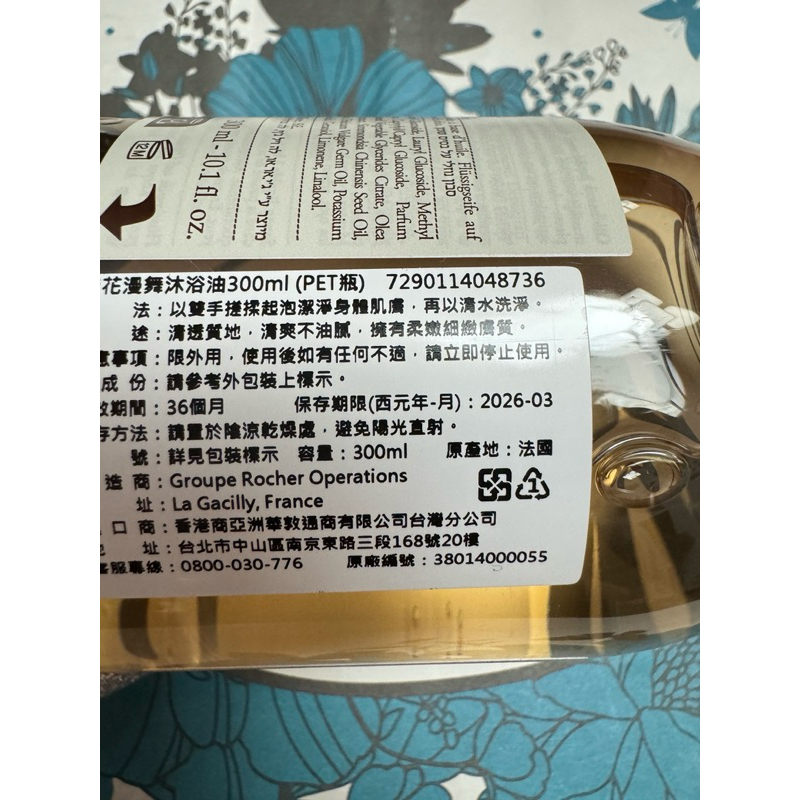 d'huile. Flüssigseife auf
Lauryl Glucoside, Methyl
Glucoside, Parfum
Glycerides Citrate, Olea
Chinensis Seed Oil,
Vulgare Germ Oil, Potassium
Limonene, Linalool.
ml - 10.1 fl. oz.
12M
花漫舞沐浴油300ml (PET瓶) 7290114048736
法：以雙手搓揉起泡潔淨身體肌膚，再以清水洗淨。
途：清透質地，清爽不油膩，擁有柔嫩細緻膚質。
意事項：限外用，使用後如有任何不適，請立即停止使用。
成 份：請參考外包裝上標示。
效期間：36個月 保存期限(西元年-月)：2026-03
存方法：請置於陰涼乾燥處，避免陽光直射。
號：詳見包裝標示 容量：300ml 原產地：法國
造 商：Groupe Rocher Operations
址：La Gacilly, France
口 商：香港商亞洲華敦通商有限公司台灣分公司
址：台北市中山區南京東路三段168號20樓
客服專線：0800-030-776 原廠編號：38014000055